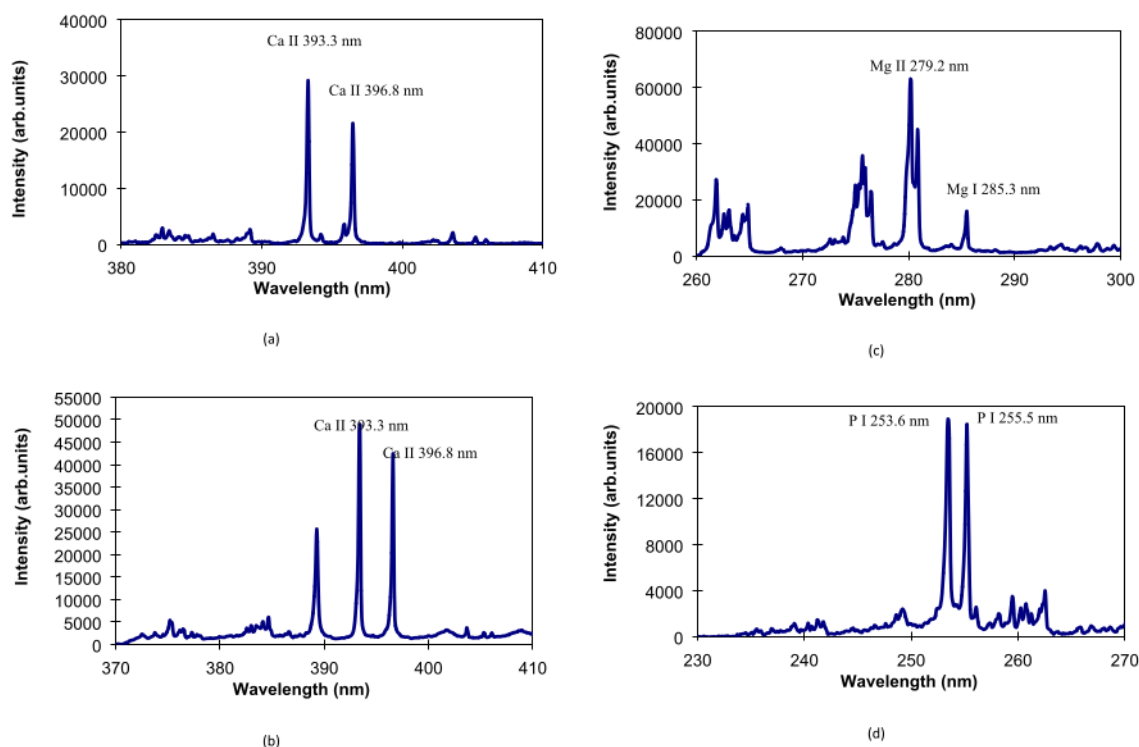 40000
30000
20000
10000
0
Intensity (arb.units)
Ca II 393.3 nm
Ca II 396.8 nm
380 390 400 410
Wavelength (nm)
(a)
80000
60000
40000
20000
0
Intensity (arb.units)
Mg II 279.2 nm
Mg I 285.3 nm
260 270 280 290 300
Wavelength (nm)
(c)
55000
50000
45000
40000
35000
30000
25000
20000
15000
10000
5000
0
Intensity (arb.units)
Ca II 393.3 nm
Ca II 396.8 nm
370 380 390 400 410
Wavelength (nm)
(b)
20000
16000
12000
8000
4000
0
Intensity (arb.units)
P I 253.6 nm
P I 255.5 nm
230 240 250 260 270
Wavelength (nm)
(d)